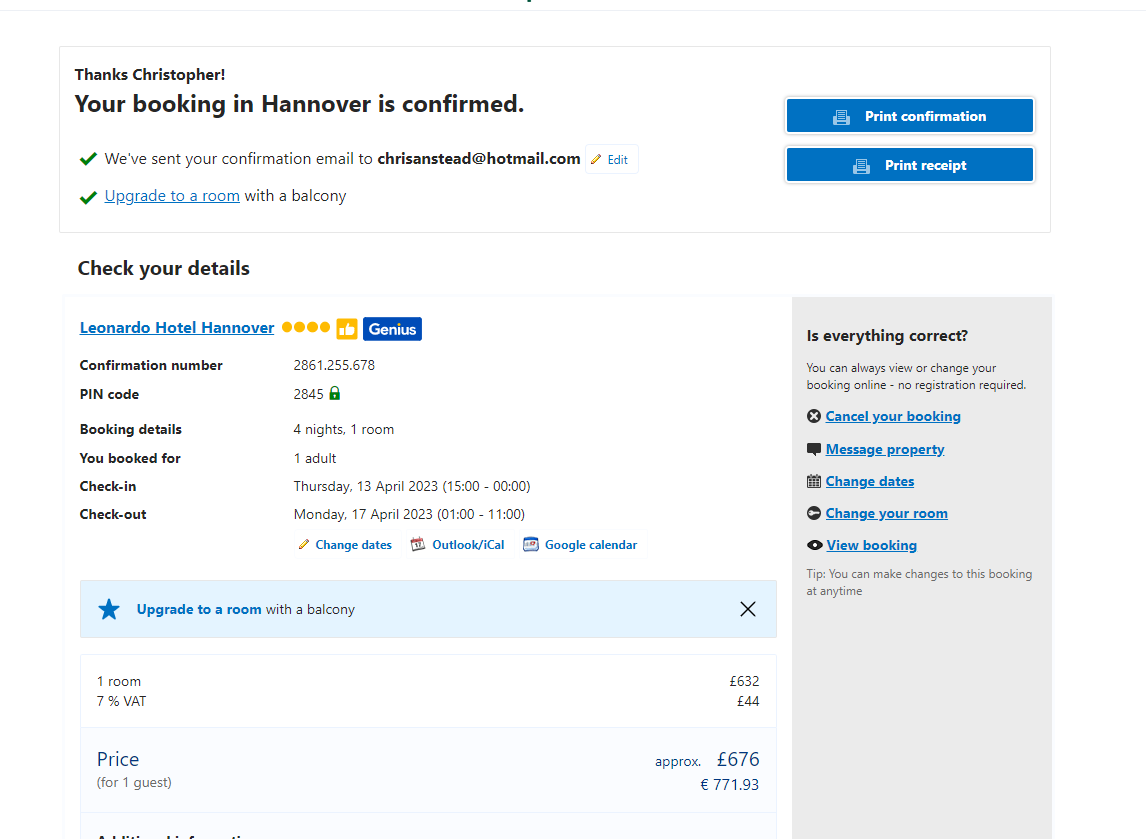 Thanks Christopher!
Your booking in Hannover is confirmed.
We've sent your confirmation email to chrisanstead@hotmail.com Edit
Upgrade to a room with a balcony
Print confirmation
Print receipt
Check your details
Leonardo Hotel Hannover Genius
Confirmation number 2861.255.678
PIN code 2845
Booking details 4 nights, 1 room
You booked for 1 adult
Check-in Thursday, 13 April 2023 (15:00 - 00:00)
Check-out Monday, 17 April 2023 (01:00 - 11:00)
Change dates Outlook/iCal Google calendar
Upgrade to a room with a balcony
1 room £632
7 % VAT £44
Price approx. £676
(for 1 guest) € 771.93
Is everything correct?
You can always view or change your
booking online - no registration required.
Cancel your booking
Message property
Change dates
Change your room
View booking
Tip: You can make changes to this booking
at anytime